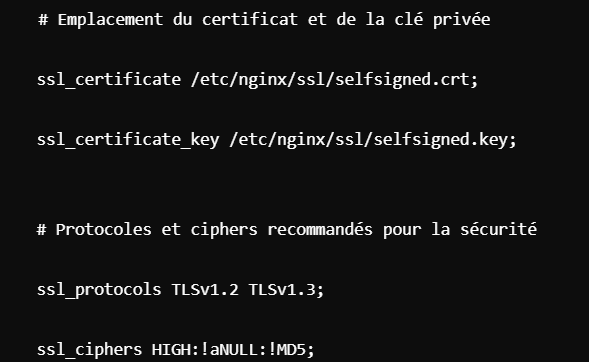 # Emplacement du certificat et de la clé privée
ssl_certificate /etc/nginx/ssl/selfsigned.crt;
ssl_certificate_key /etc/nginx/ssl/selfsigned.key;
# Protocoles et ciphers recommandés pour la sécurité
ssl_protocols TLSv1.2 TLSv1.3;
ssl_ciphers HIGH:!aNULL:!MD5;